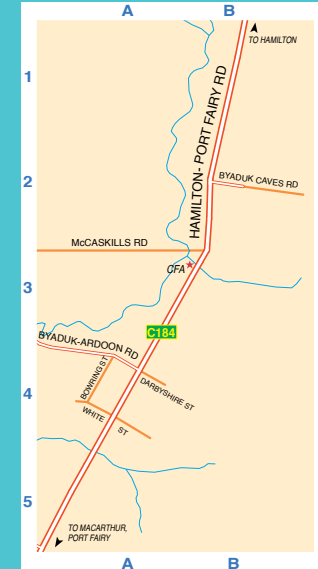 A B
TO HAMILTON
1
HAMILTON- PORT FAIRY RD
2
BYADUK CAVES RD
McCASKILLS RD
CFA
3
C184
BYADUK-ARDOON RD
BOWRING ST
DARBYSHIRE ST
4
WHITE ST
5
TO MACARTHUR,
PORT FAIRY
A B